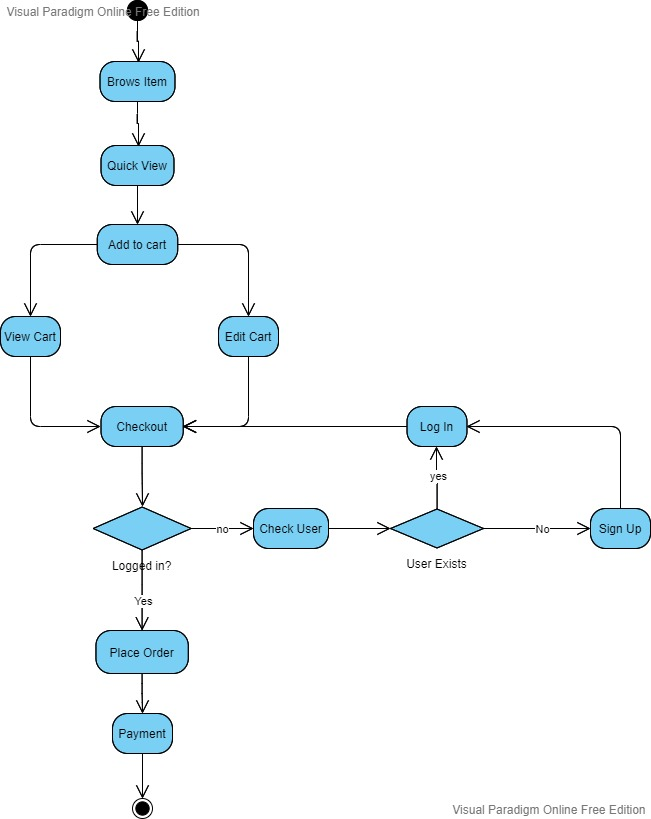 Visual Paradigm Online Free Edition
Brows Item
Quick View
Add to cart
View Cart
Edit Cart
Checkout
Log In
yes
no
Check User
No
Sign Up
Logged in?
User Exists
Yes
Place Order
Payment
Visual Paradigm Online Free Edition